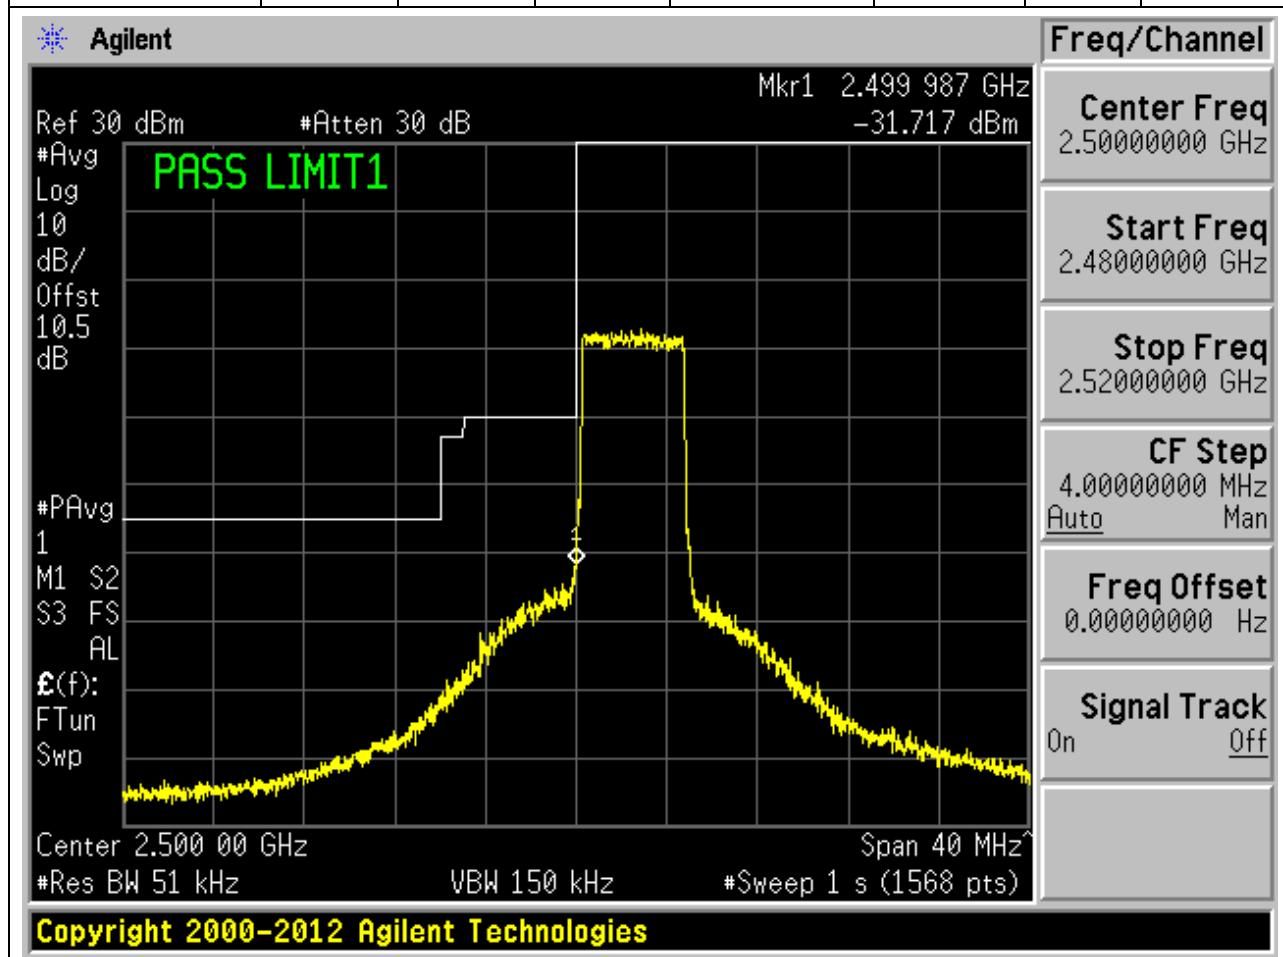 Agilent
Freq/Channel
Mkr1 2.499 987 GHz
Ref 30 dBm #Atten 30 dB -31.717 dBm
#Avg
Log
10
dB/
Offst
10.5
dB
PASS LIMIT1
#PAvg
1
M1 S2
S3 FS
AL
£(f):
FTun
Swp
1
Center 2.500 00 GHz Span 40 MHz^
#Res BW 51 kHz VBW 150 kHz #Sweep 1 s (1568 pts)
Center Freq
2.50000000 GHz
Start Freq
2.48000000 GHz
Stop Freq
2.52000000 GHz
CF Step
4.00000000 MHz
Auto Man
Freq Offset
0.00000000 Hz
Signal Track
On Off
Copyright 2000-2012 Agilent Technologies